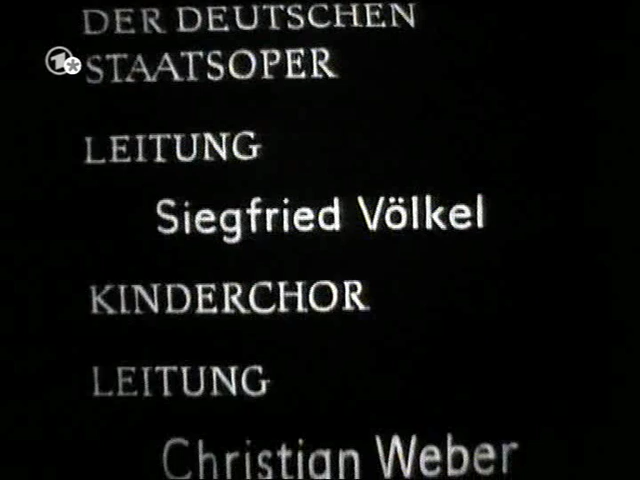 DER DEUTSCHEN
STAATSOPER
LEITUNG
Siegfried Völkel
KINDERCHOR
LEITUNG
Christian Weber